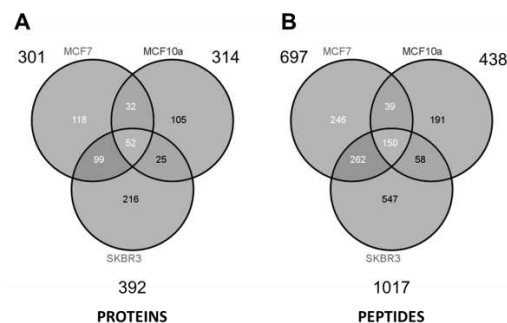 A
B
301
MCF7
MCF10a
314
697
MCF7
MCF10a
438
118
32
105
52
99
25
216
246
39
191
150
262
58
547
SKBR3
SKBR3
392
1017
PROTEINS
PEPTIDES